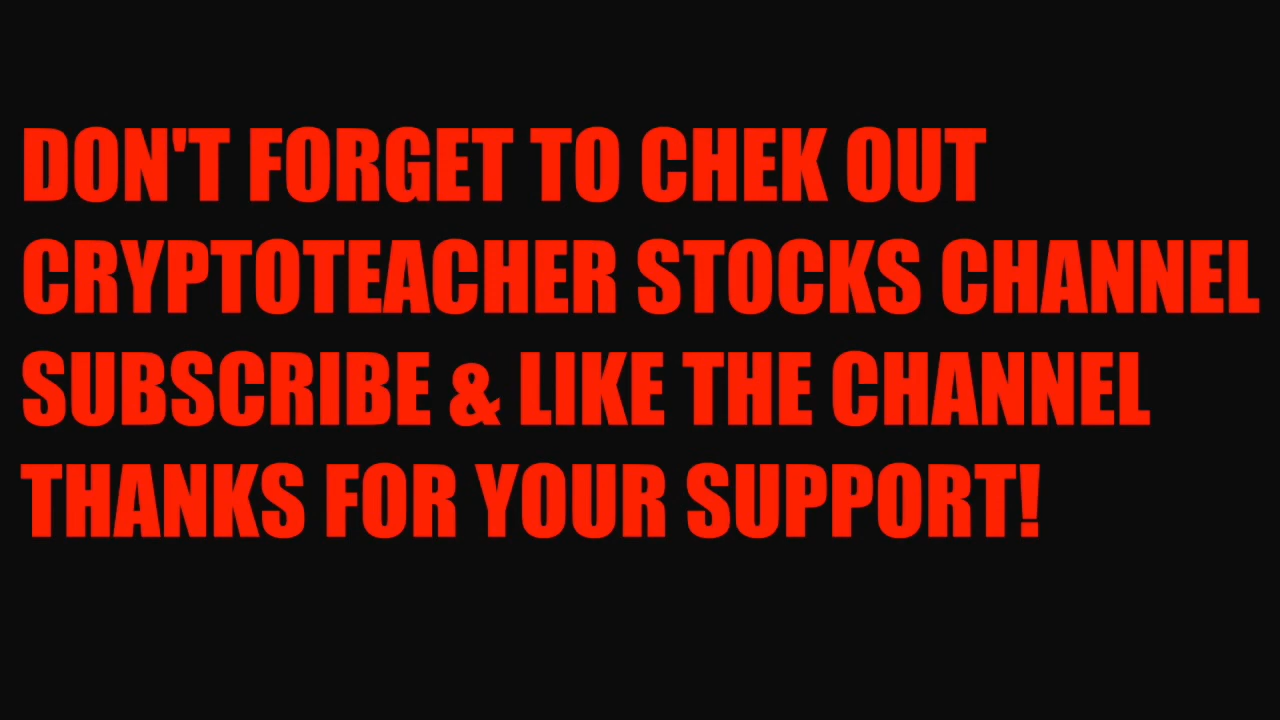 DON'T FORGET TO CHEK OUT
CRYPTOTEACHER STOCKS CHANNEL
SUBSCRIBE & LIKE THE CHANNEL
THANKS FOR YOUR SUPPORT!